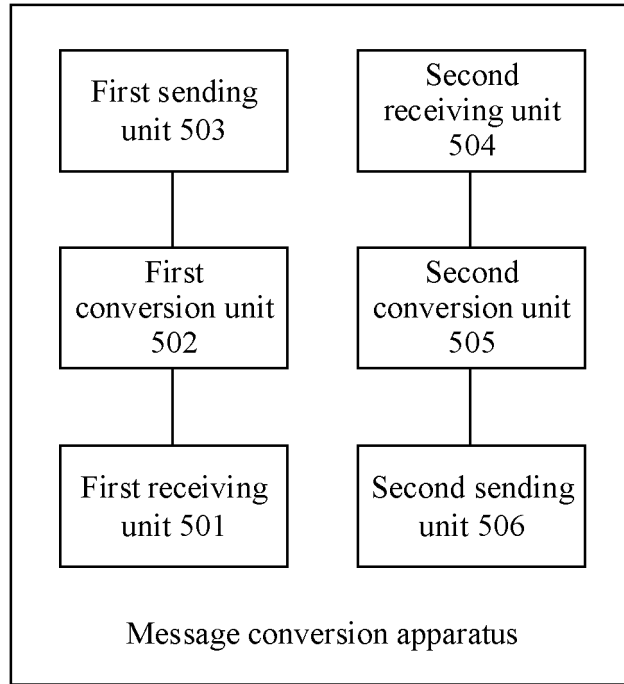 First sending
unit 503
Second
receiving unit
504
First
conversion unit
502
Second
conversion unit
505
First receiving
unit 501
Second sending
unit 506
Message conversion apparatus